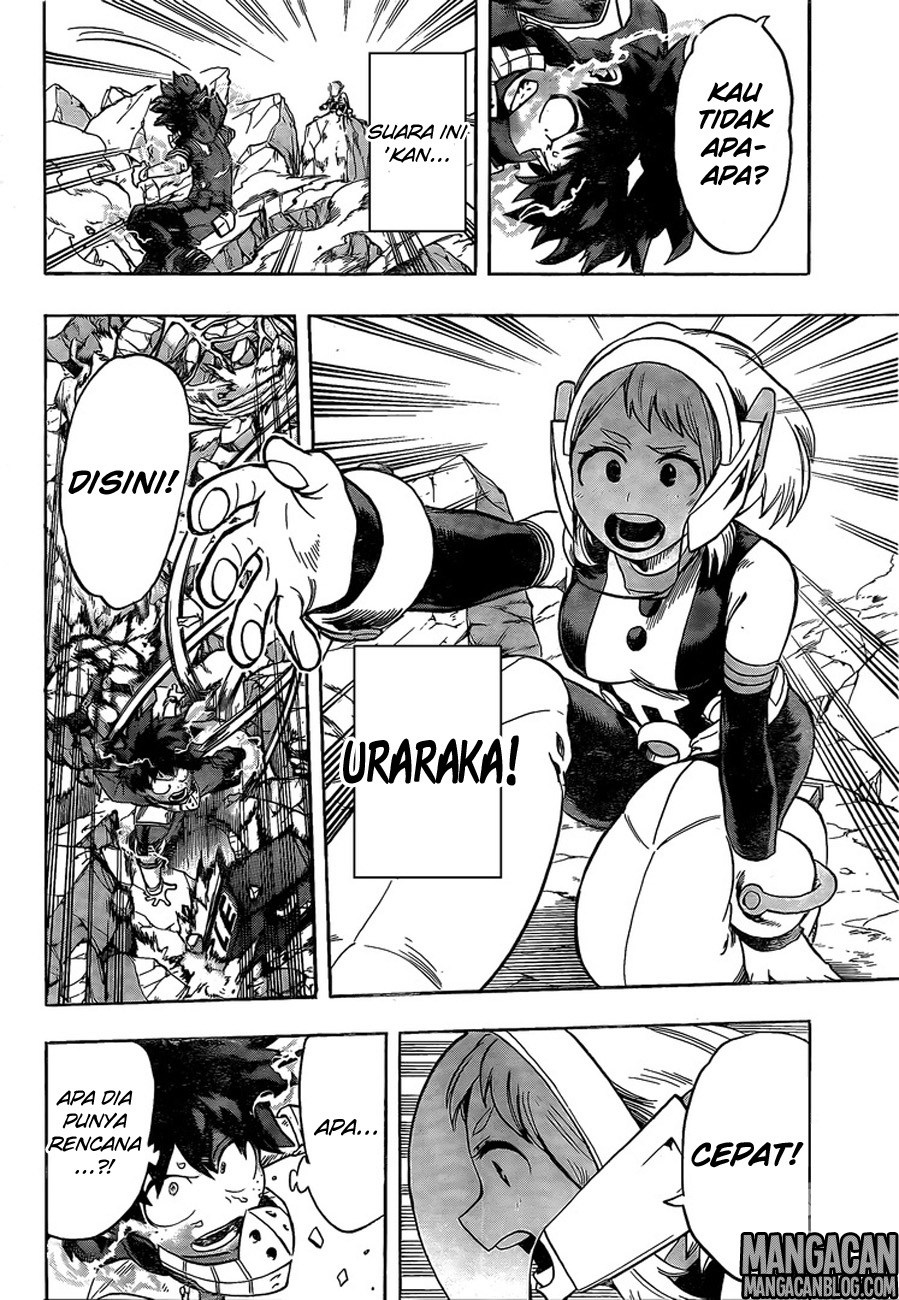 KAU
TIDAK
APA-
APA?
SUARA INI
'KAN...
URARAKA!
DISINI!
CEPAT!
APA...
APA DIA
PUNYA
RENCANA
...?!
MANGACAN
MANGACANBLOG.COM